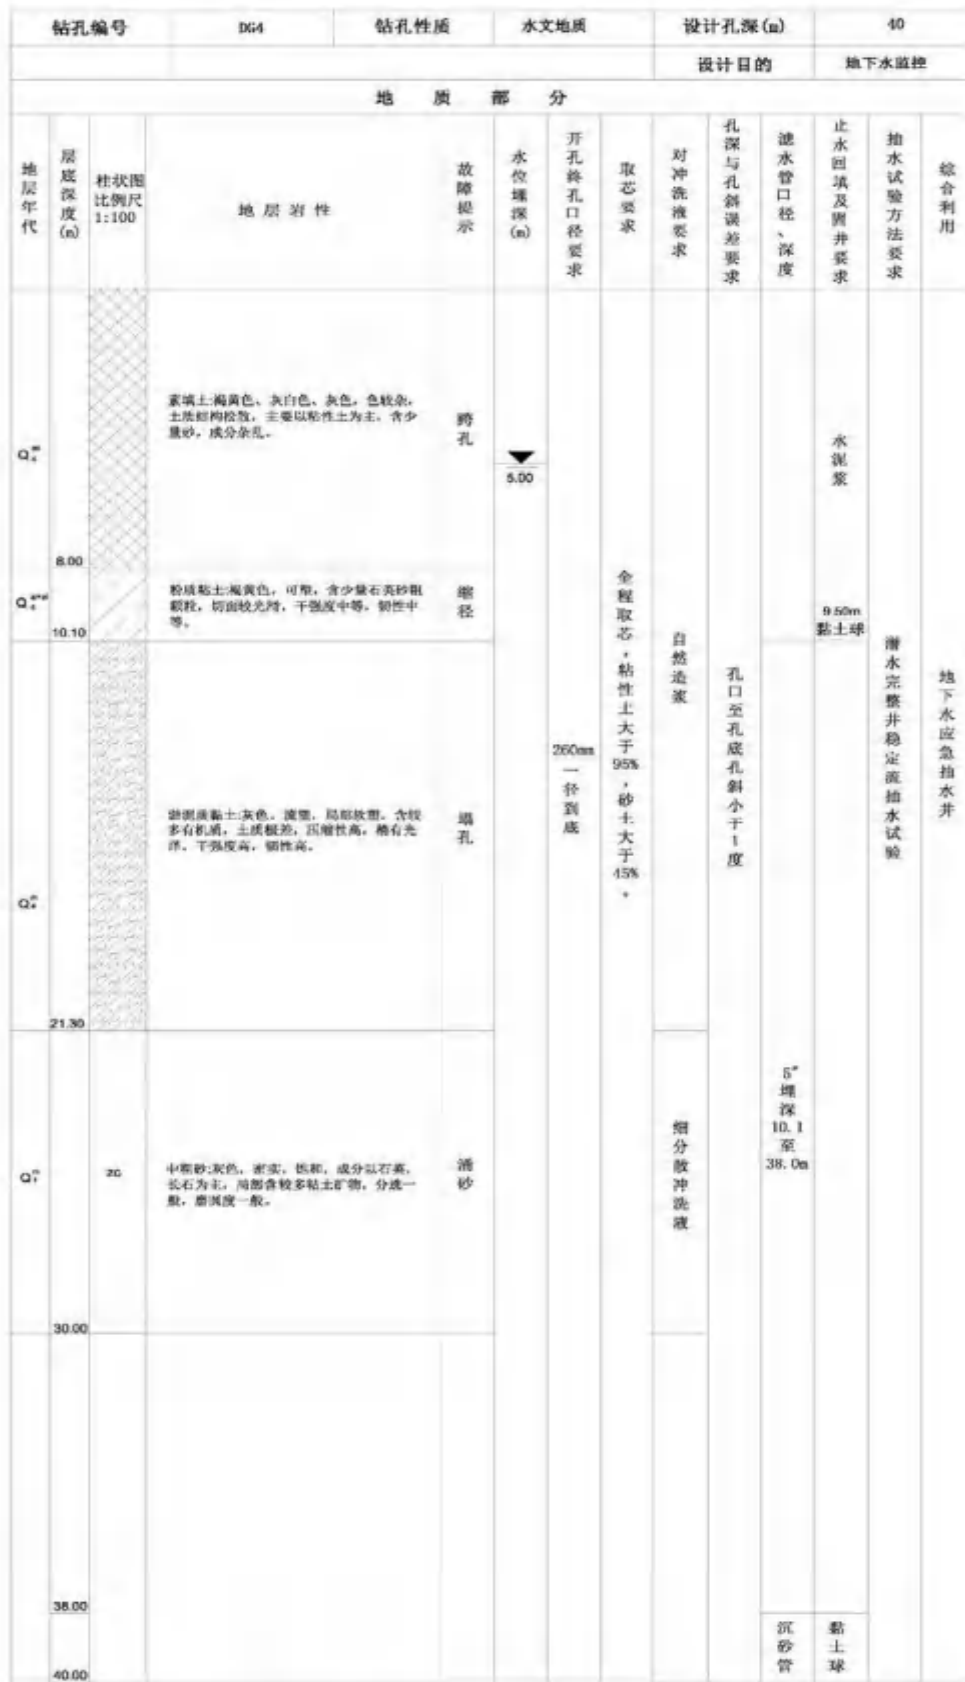 钻孔编号 DG4 钻孔性质 水文地质 设计孔深(m) 40
设计目的 地下水监控
地 质 部 分
地层年代
层底深度(m)
柱状图
比例尺
1:100
地 层 岩 性
故障提示
水位埋深(m)
开孔终孔口径要求
取芯要求
对冲洗液要求
孔深与孔斜误差要求
滤水管口径、深度
止水回填及置井要求
抽水试验方法要求
综合利用
素填土:褐黄色、灰白色、灰色,色较杂,
土质结构松散,主要以粘性土为主,含少
量砂,成分杂乱。
垮孔
5.00
水泥浆
8.00
粉质粘土:褐黄色,可塑,含少量石英砂粗
颗粒,切面较光滑,干强度中等,韧性中
等。
缩径
10.10
9.50m
黏土球
淤泥质黏土:灰色,流塑,局部软塑,含较
多有机质,土质极差,压缩性高,稍有光
泽,干强度高,韧性高。
塌孔
21.30
260mm
一径到底
全程取芯,粘性土大于95%,砂土大于45%。
自然造浆
孔口至孔底孔斜小于1度
潜水完整井稳定流抽水试验
地下水应急抽水井
ZG
中粗砂:灰色,密实,饱和,成分以石英、
长石为主,局部含较多粘土矿物,分选一
般,磨圆度一般。
涌砂
细分散冲洗液
5"
埋深
10.1
至
38.0m
30.00
38.00
沉砂管
黏土球
40.00